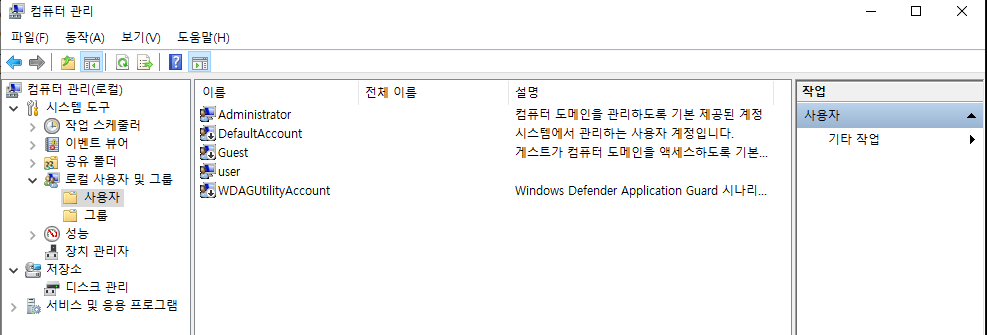 컴퓨터 관리
파일(F) 동작(A) 보기(V) 도움말(H)
컴퓨터 관리(로컬)
시스템 도구
작업 스케줄러
이벤트 뷰어
공유 폴더
로컬 사용자 및 그룹
사용자
그룹
성능
장치 관리자
저장소
디스크 관리
서비스 및 응용 프로그램
이름 전체 이름 설명
Administrator 컴퓨터 도메인을 관리하도록 기본 제공된 계정
DefaultAccount 시스템에서 관리하는 사용자 계정입니다.
Guest 게스트가 컴퓨터 도메인을 액세스하도록 기본...
user
WDAGUtilityAccount Windows Defender Application Guard 시나리...
작업
사용자
기타 작업